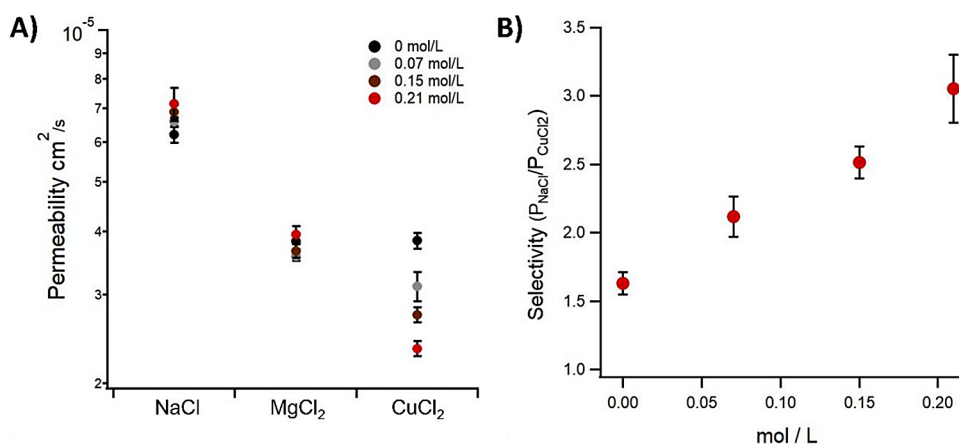 A)
10⁻⁵
9
8
7
6
5
4
3
2
Permeability cm²/s
0 mol/L
0.07 mol/L
0.15 mol/L
0.21 mol/L
NaCl MgCl₂ CuCl₂
B)
3.5
3.0
2.5
2.0
1.5
1.0
Selectivity (P_NaCl/P_CuCl2)
0.00 0.05 0.10 0.15 0.20
mol / L